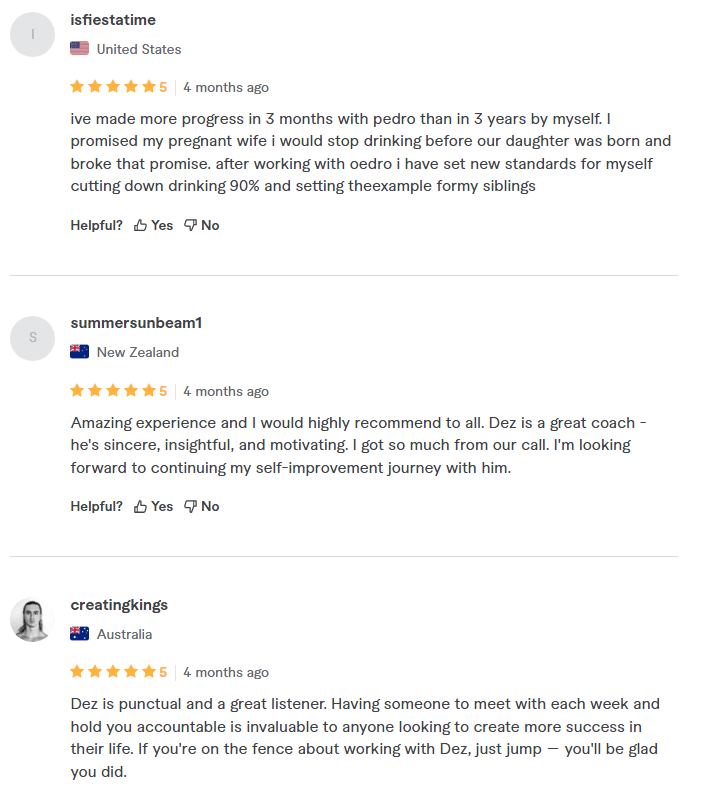 I
isfiestatime
United States
5 4 months ago
ive made more progress in 3 months with pedro than in 3 years by myself. I
promised my pregnant wife i would stop drinking before our daughter was born and
broke that promise. after working with oedro i have set new standards for myself
cutting down drinking 90% and setting theexample formy siblings
Helpful? Yes No
S
summersunbeam1
New Zealand
5 4 months ago
Amazing experience and I would highly recommend to all. Dez is a great coach -
he's sincere, insightful, and motivating. I got so much from our call. I'm looking
forward to continuing my self-improvement journey with him.
Helpful? Yes No
creatingkings
Australia
5 4 months ago
Dez is punctual and a great listener. Having someone to meet with each week and
hold you accountable is invaluable to anyone looking to create more success in
their life. If you're on the fence about working with Dez, just jump — you'll be glad
you did.